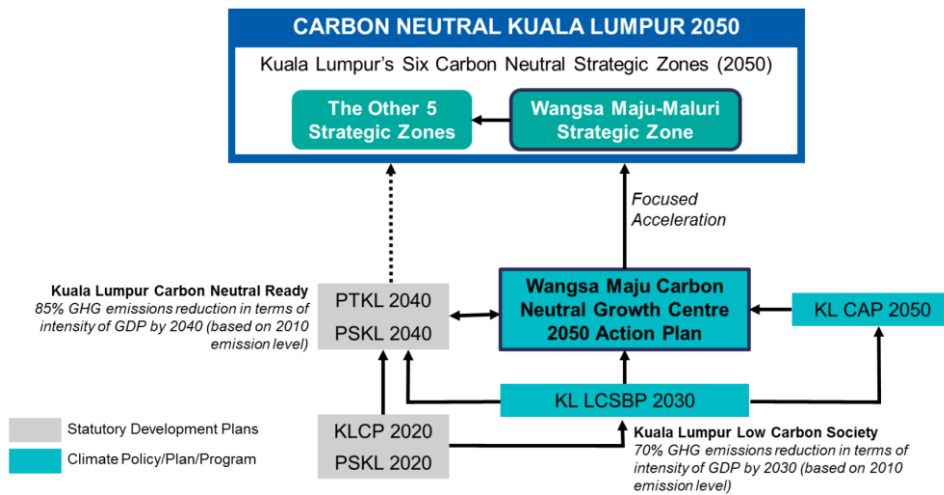 CARBON NEUTRAL KUALA LUMPUR 2050
Kuala Lumpur's Six Carbon Neutral Strategic Zones (2050)
The Other 5
Strategic Zones
Wangsa Maju-Maluri
Strategic Zone
Focused
Acceleration
Kuala Lumpur Carbon Neutral Ready
85% GHG emissions reduction in terms of
intensity of GDP by 2040 (based on 2010
emission level)
PTKL 2040
PSKL 2040
Wangsa Maju Carbon
Neutral Growth Centre
2050 Action Plan
KL CAP 2050
KL LCSBP 2030
Statutory Development Plans
Climate Policy/Plan/Program
KLCP 2020
PSKL 2020
Kuala Lumpur Low Carbon Society
70% GHG emissions reduction in terms of
intensity of GDP by 2030 (based on 2010
emission level)